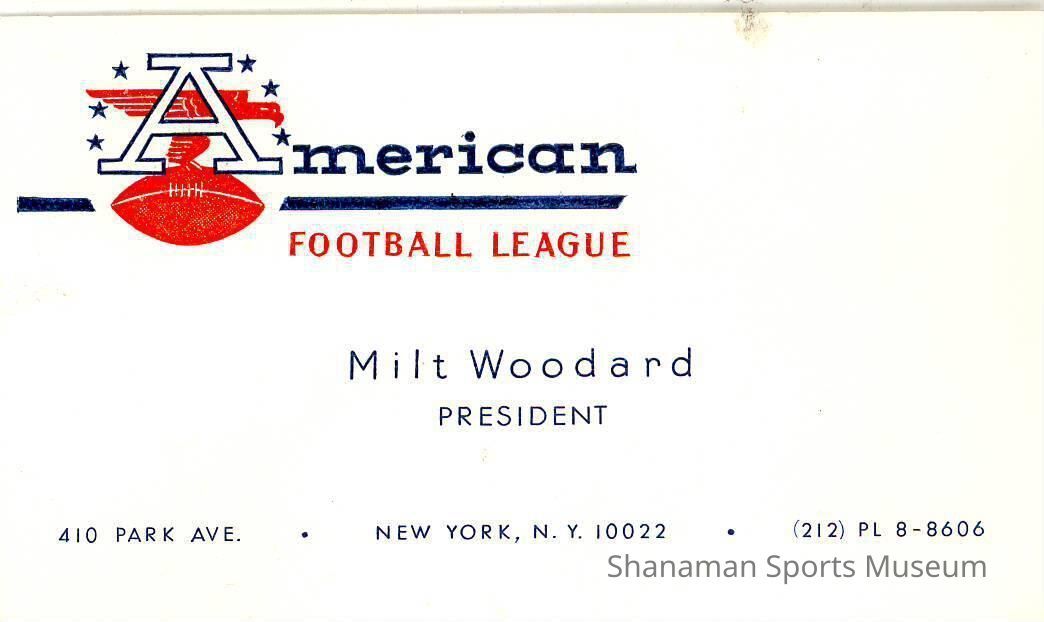 American
FOOTBALL LEAGUE
Milt Woodard
PRESIDENT
410 PARK AVE. • NEW YORK, N. Y. 10022 • (212) PL 8-8606
Shanaman Sports Museum